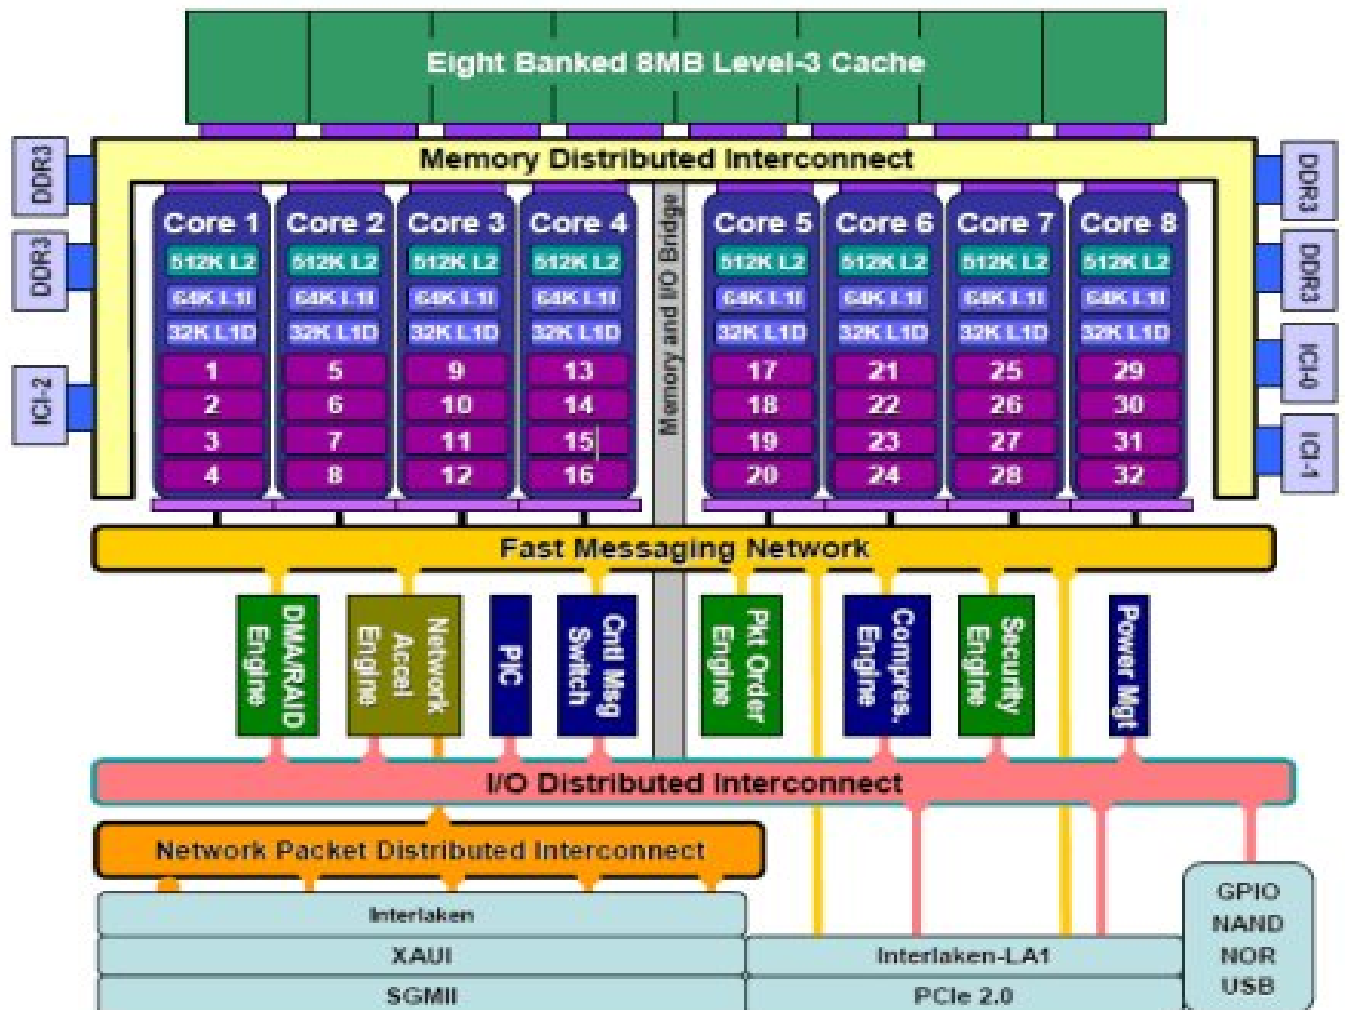 Eight Banked 8MB Level-3 Cache
Memory Distributed Interconnect
DDR3
DDR3
ICI-2
DDR3
DDR3
ICI-0
ICI-1
Core 1
512K L2
64K L1I
32K L1D
1
2
3
4
Core 2
512K L2
64K L1I
32K L1D
5
6
7
8
Core 3
512K L2
64K L1I
32K L1D
9
10
11
12
Core 4
512K L2
64K L1I
32K L1D
13
14
15
16
Memory and I/O Bridge
Core 5
512K L2
64K L1I
32K L1D
17
18
19
20
Core 6
512K L2
64K L1I
32K L1D
21
22
23
24
Core 7
512K L2
64K L1I
32K L1D
25
26
27
28
Core 8
512K L2
64K L1I
32K L1D
29
30
31
32
Fast Messaging Network
DMA/RAID
Engine
Network
Accel
Engine
PIC
Cntl Msg
Switch
Pkt Order
Engine
Compres.
Engine
Security
Engine
Power Mgt
I/O Distributed Interconnect
Network Packet Distributed Interconnect
Interlaken
XAUI
SGMII
Interlaken-LA1
PCIe 2.0
GPIO
NAND
NOR
USB